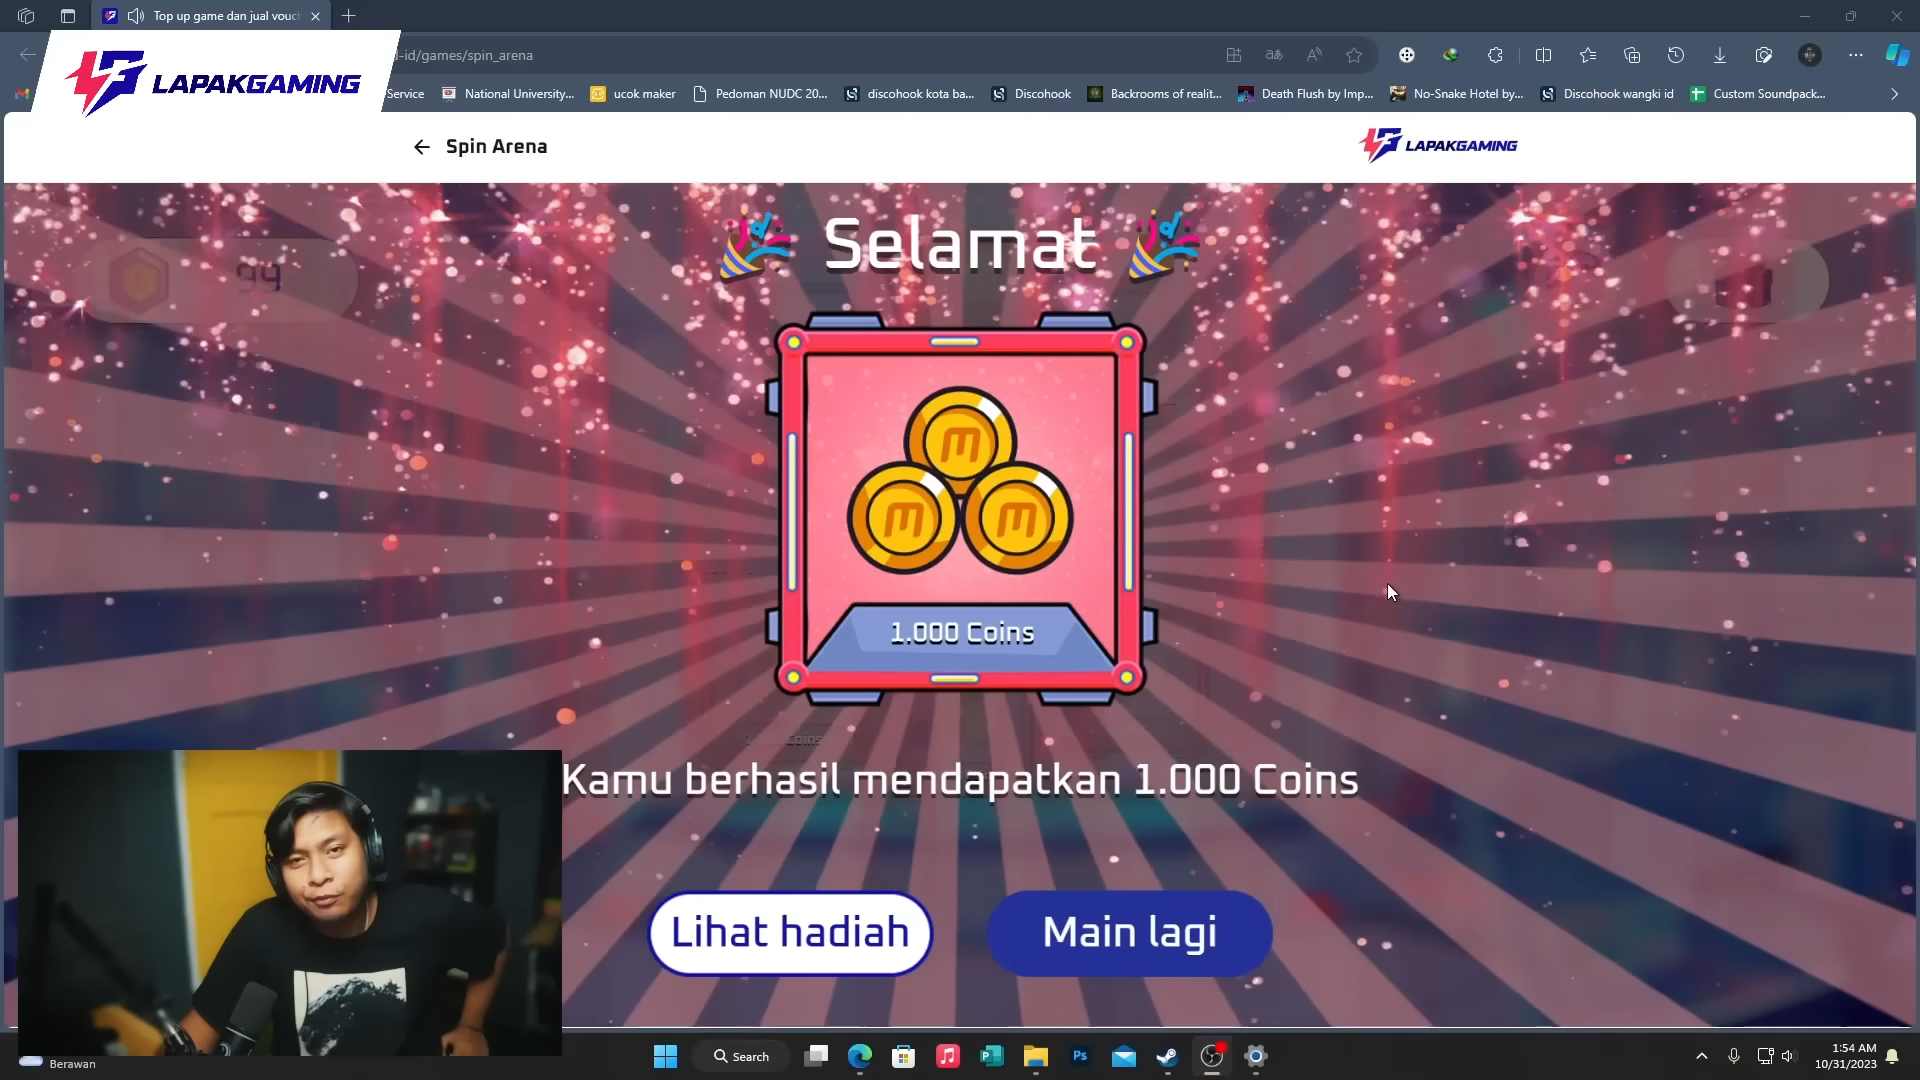 Top up game dan jual vouc
LAPAKGAMING
d-id/games/spin_arena
Service
National University...
ucok maker
Pedoman NUDC 20...
discohook kota ba...
Discohook
Backrooms of realit...
Death Flush by Imp...
No-Snake Hotel by...
Discohook wangki id
Custom Soundpack...
Spin Arena
LAPAKGAMING
Selamat
99
1.000 Coins
Coins
Kamu berhasil mendapatkan 1.000 Coins
Lihat hadiah
Main lagi
Berawan
Search
Ps
1:54 AM
10/31/2023